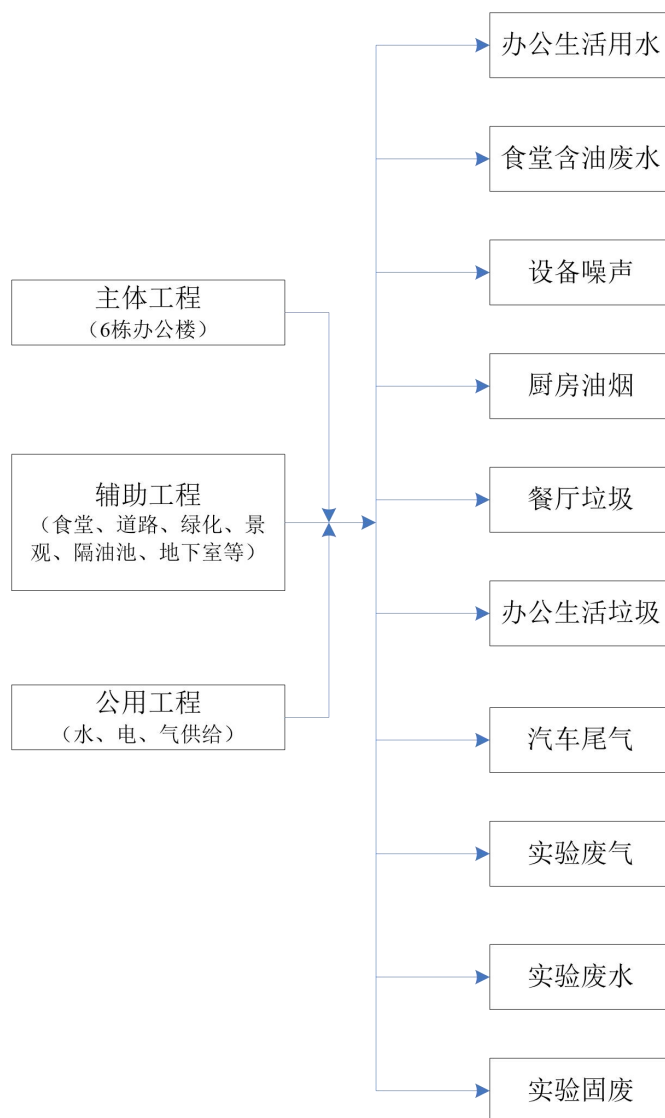 主体工程
（6栋办公楼）
辅助工程
（食堂、道路、绿化、景
观、隔油池、地下室等）
公用工程
（水、电、气供给）
办公生活用水
食堂含油废水
设备噪声
厨房油烟
餐厅垃圾
办公生活垃圾
汽车尾气
实验废气
实验废水
实验固废